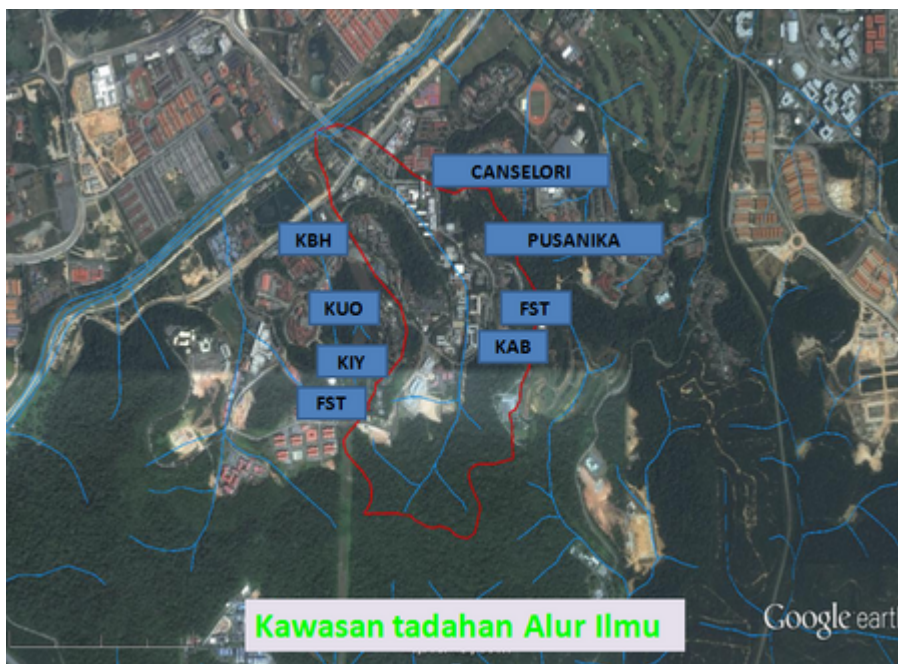 CANSELORI
KBH
PUSANIKA
KUO
FST
KAB
KIY
FST
Kawasan tadahan Alur Ilmu
Google earth